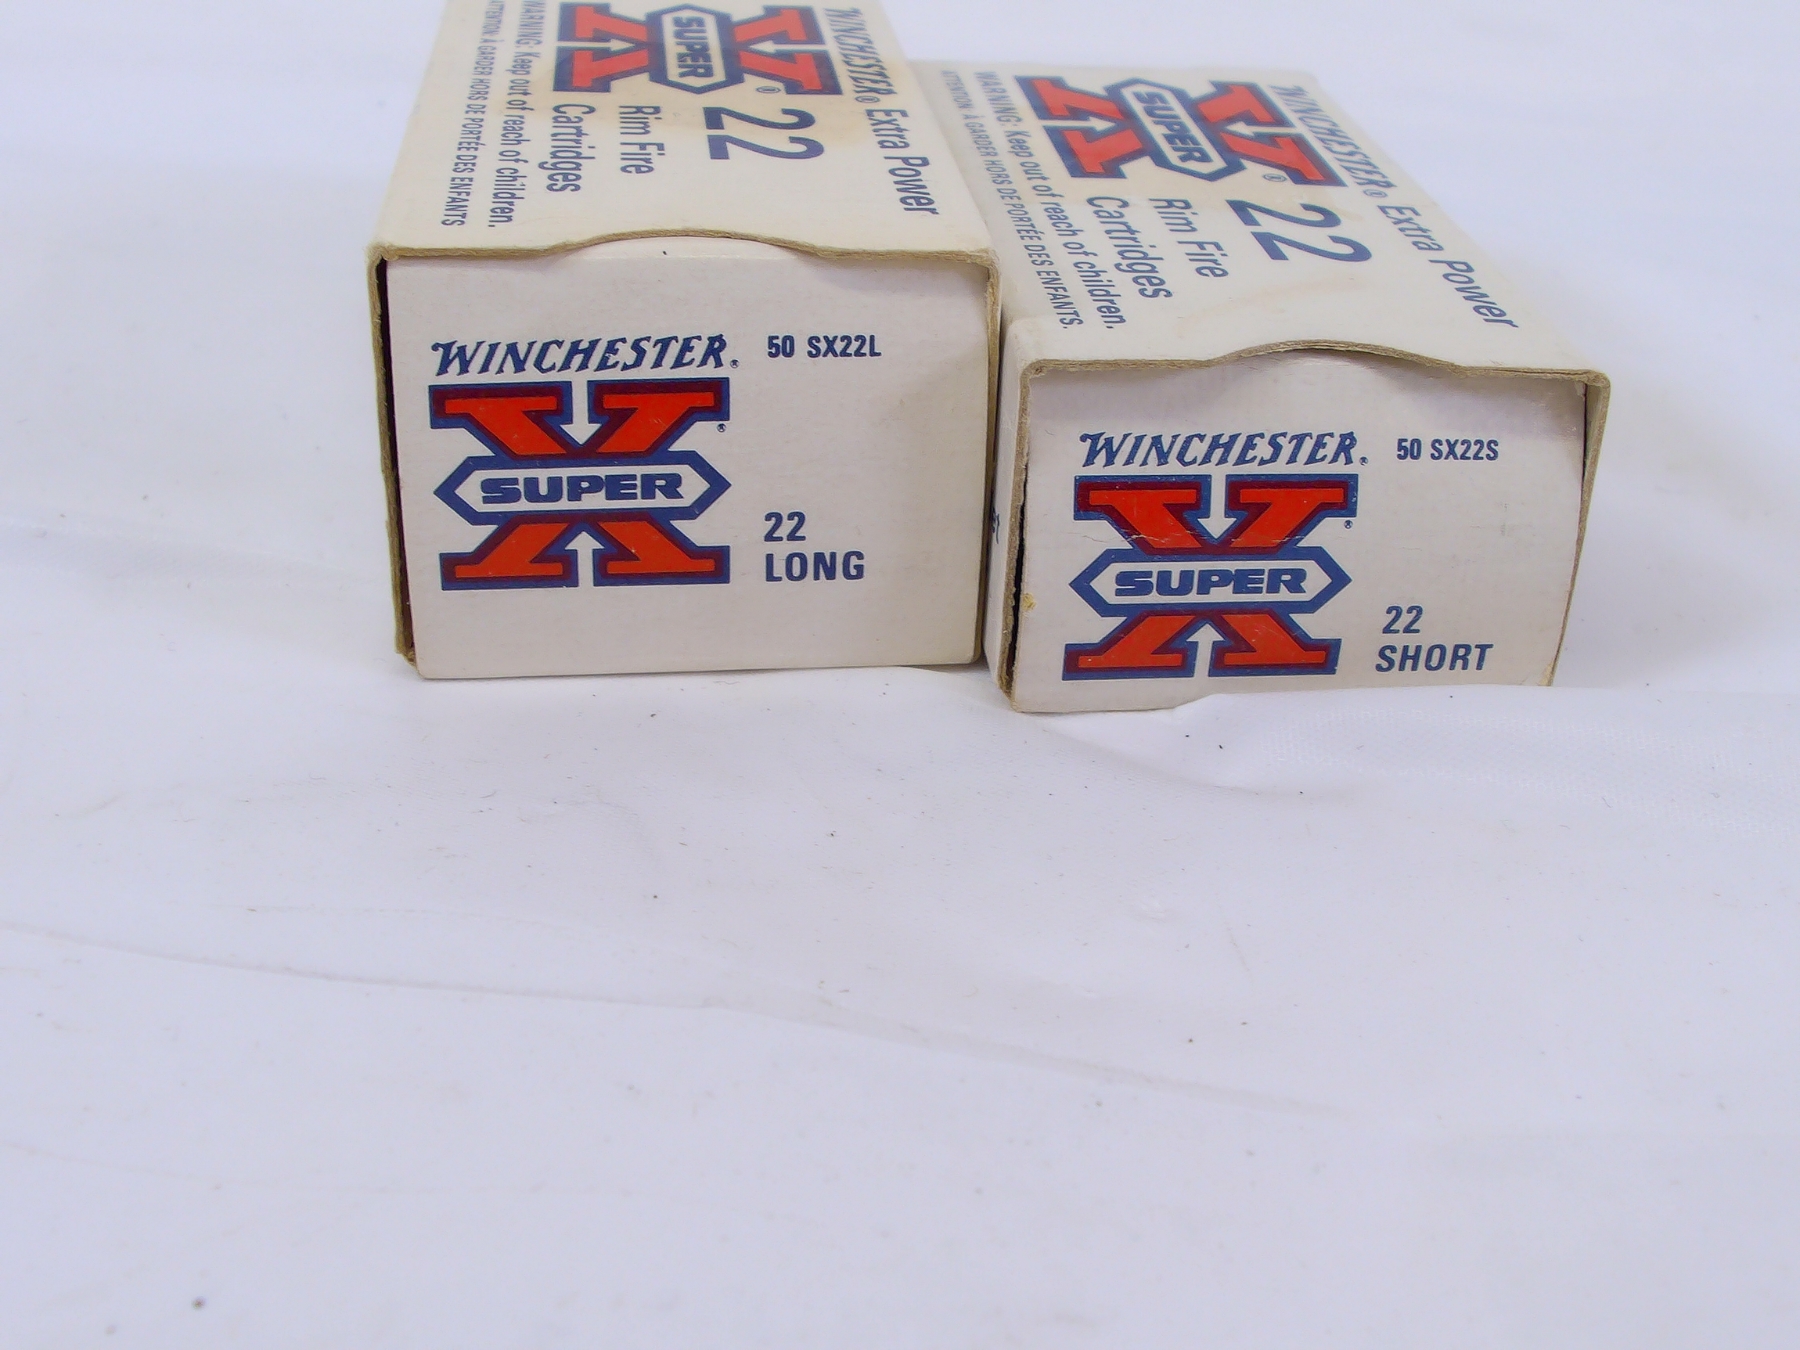 WINCHESTER® Extra Power
SUPER X® 22
Rim Fire
Cartridges
WARNING: Keep out of reach of children.
ATTENTION: À GARDER HORS DE PORTÉE DES ENFANTS
WINCHESTER® 50 SX22L
SUPER X®
22
LONG
WINCHESTER® Extra Power
SUPER X® 22
Rim Fire
Cartridges
WARNING: Keep out of reach of children.
ATTENTION: À GARDER HORS DE PORTÉE DES ENFANTS.
WINCHESTER® 50 SX22S
SUPER X®
22
SHORT